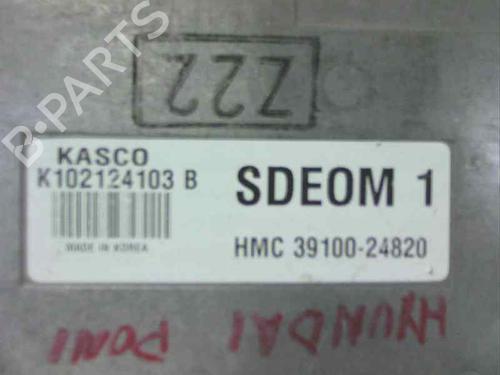 Z22
KASCO
K102124103 B
SDEOM 1
MADE IN KOREA
HMC 39100-24820
HYUNDAI PONI
B-PARTS